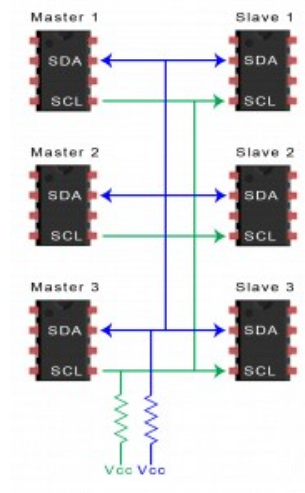 Master 1 Slave 1
SDA SDA
SCL SCL
Master 2 Slave 2
SDA SDA
SCL SCL
Master 3 Slave 3
SDA SDA
SCL SCL
Vcc Vcc